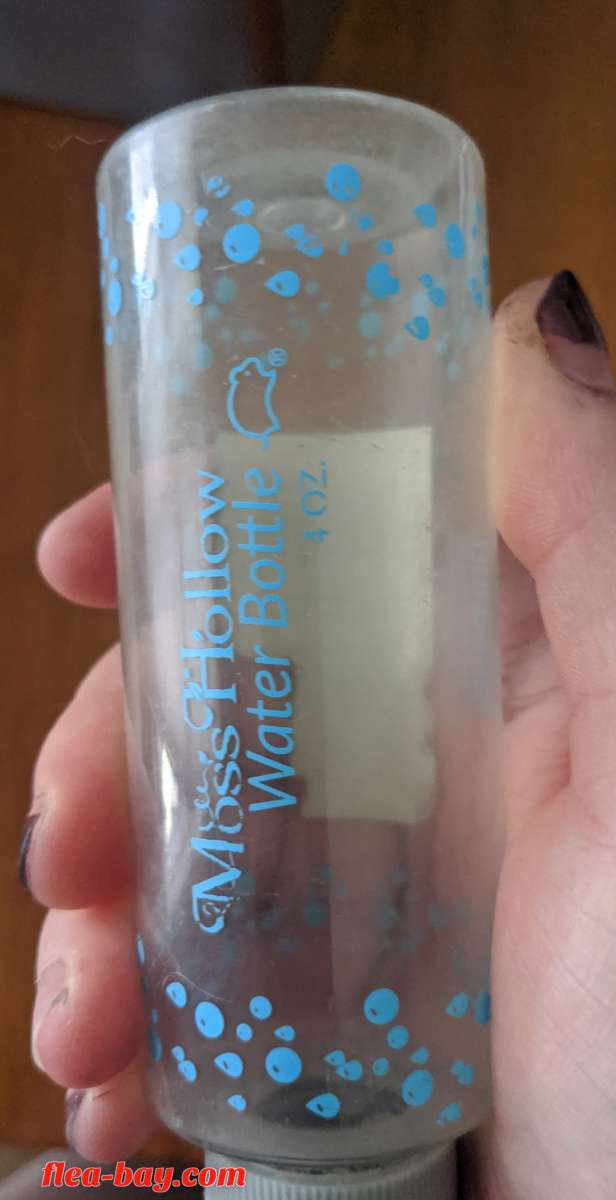 Moss Hollow
Water Bottle ®
4 OZ.
flea-bay.com